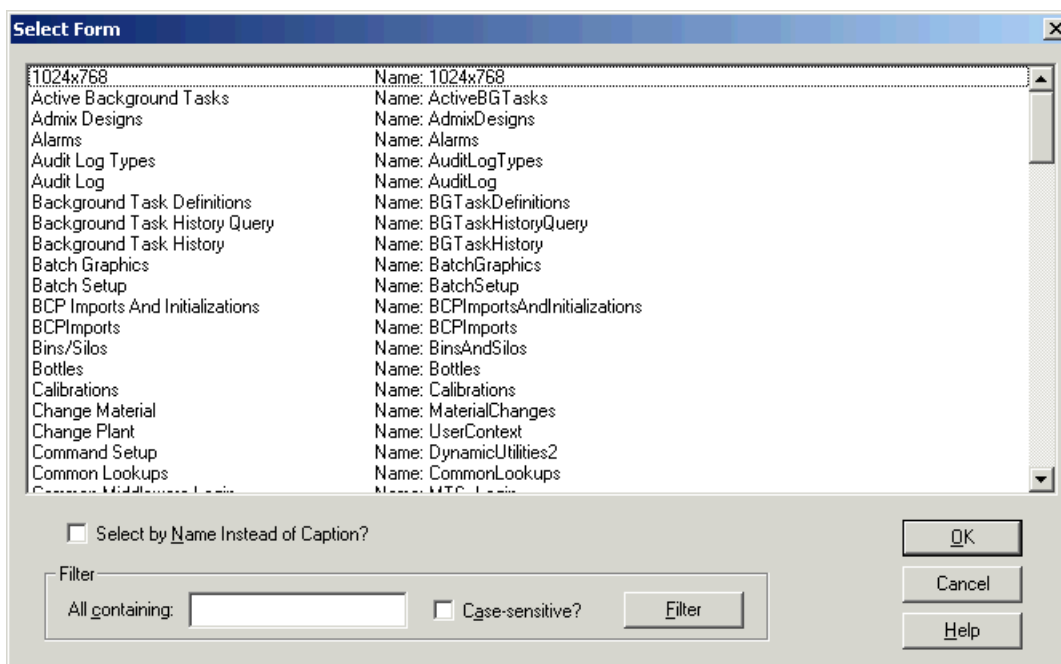 Select Form
1024x768 Name: 1024x768
Active Background Tasks Name: ActiveBGTasks
Admix Designs Name: AdmixDesigns
Alarms Name: Alarms
Audit Log Types Name: AuditLogTypes
Audit Log Name: AuditLog
Background Task Definitions Name: BGTaskDefinitions
Background Task History Query Name: BGTaskHistoryQuery
Background Task History Name: BGTaskHistory
Batch Graphics Name: BatchGraphics
Batch Setup Name: BatchSetup
BCP Imports And Initializations Name: BCPImportsAndInitializations
BCPImports Name: BCPImports
Bins/Silos Name: BinsAndSilos
Bottles Name: Bottles
Calibrations Name: Calibrations
Change Material Name: MaterialChanges
Change Plant Name: UserContext
Command Setup Name: DynamicUtilities2
Common Lookups Name: CommonLookups
Common Middleware Login Name: MTS_Login
Select by Name Instead of Caption?
OK
Filter
Cancel
All containing: Case-sensitive? Filter
Help